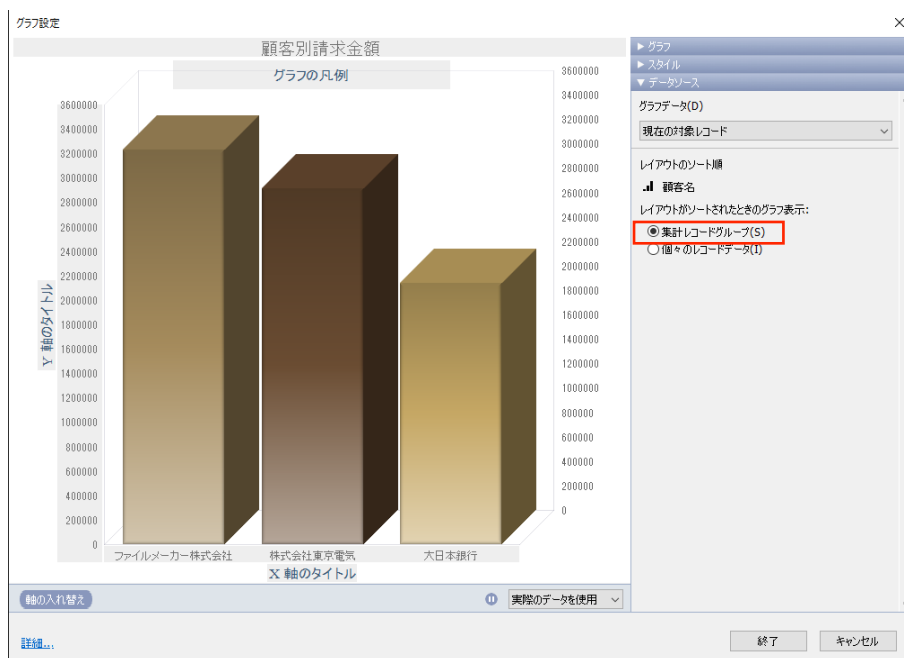 グラフ設定
顧客別請求金額
グラフの凡例
3600000
3400000
3200000
3000000
2800000
2600000
2400000
2200000
2000000
1800000
1600000
1400000
1200000
1000000
800000
600000
400000
200000
0
Y 軸のタイトル
3600000
3400000
3200000
3000000
2800000
2600000
2400000
2200000
2000000
1800000
1600000
1400000
1200000
1000000
800000
600000
400000
200000
0
ファイルメーカー株式会社
株式会社東京電気
大日本銀行
X 軸のタイトル
軸の入れ替え
実際のデータを使用
グラフ
スタイル
データソース
グラフデータ(D)
現在の対象レコード
レイアウトのソート順
顧客名
レイアウトがソートされたときのグラフ表示:
集計レコードグループ(S)
個々のレコードデータ(I)
詳細...
終了
キャンセル